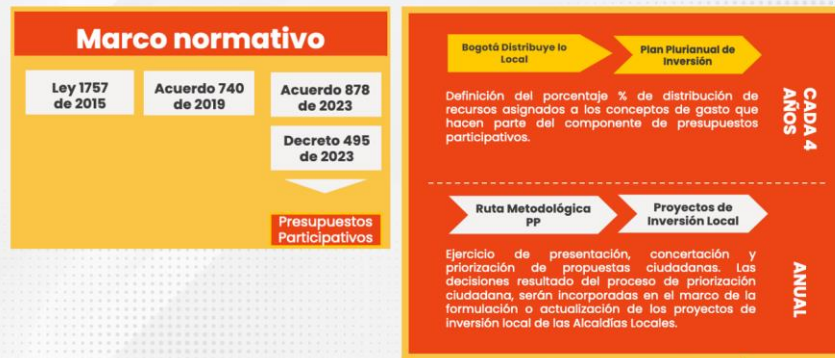 Marco normativo
Ley 1757
de 2015
Acuerdo 740
de 2019
Acuerdo 878
de 2023
Decreto 495
de 2023
Presupuestos
Participativos
Bogotá Distribuye lo
Local
Plan Plurianual de
Inversión
Definición del porcentaje % de distribución de
recursos asignados a los conceptos de gasto que
hacen parte del componente de presupuestos
participativos.
CADA 4
AÑOS
Ruta Metodológica
PP
Proyectos de
Inversión Local
Ejercicio de presentación, concertación y
priorización de propuestas ciudadanas. Las
decisiones resultado del proceso de priorización
ciudadana, serán incorporadas en el marco de la
formulación o actualización de los proyectos de
inversión local de las Alcaldías Locales.
ANUAL